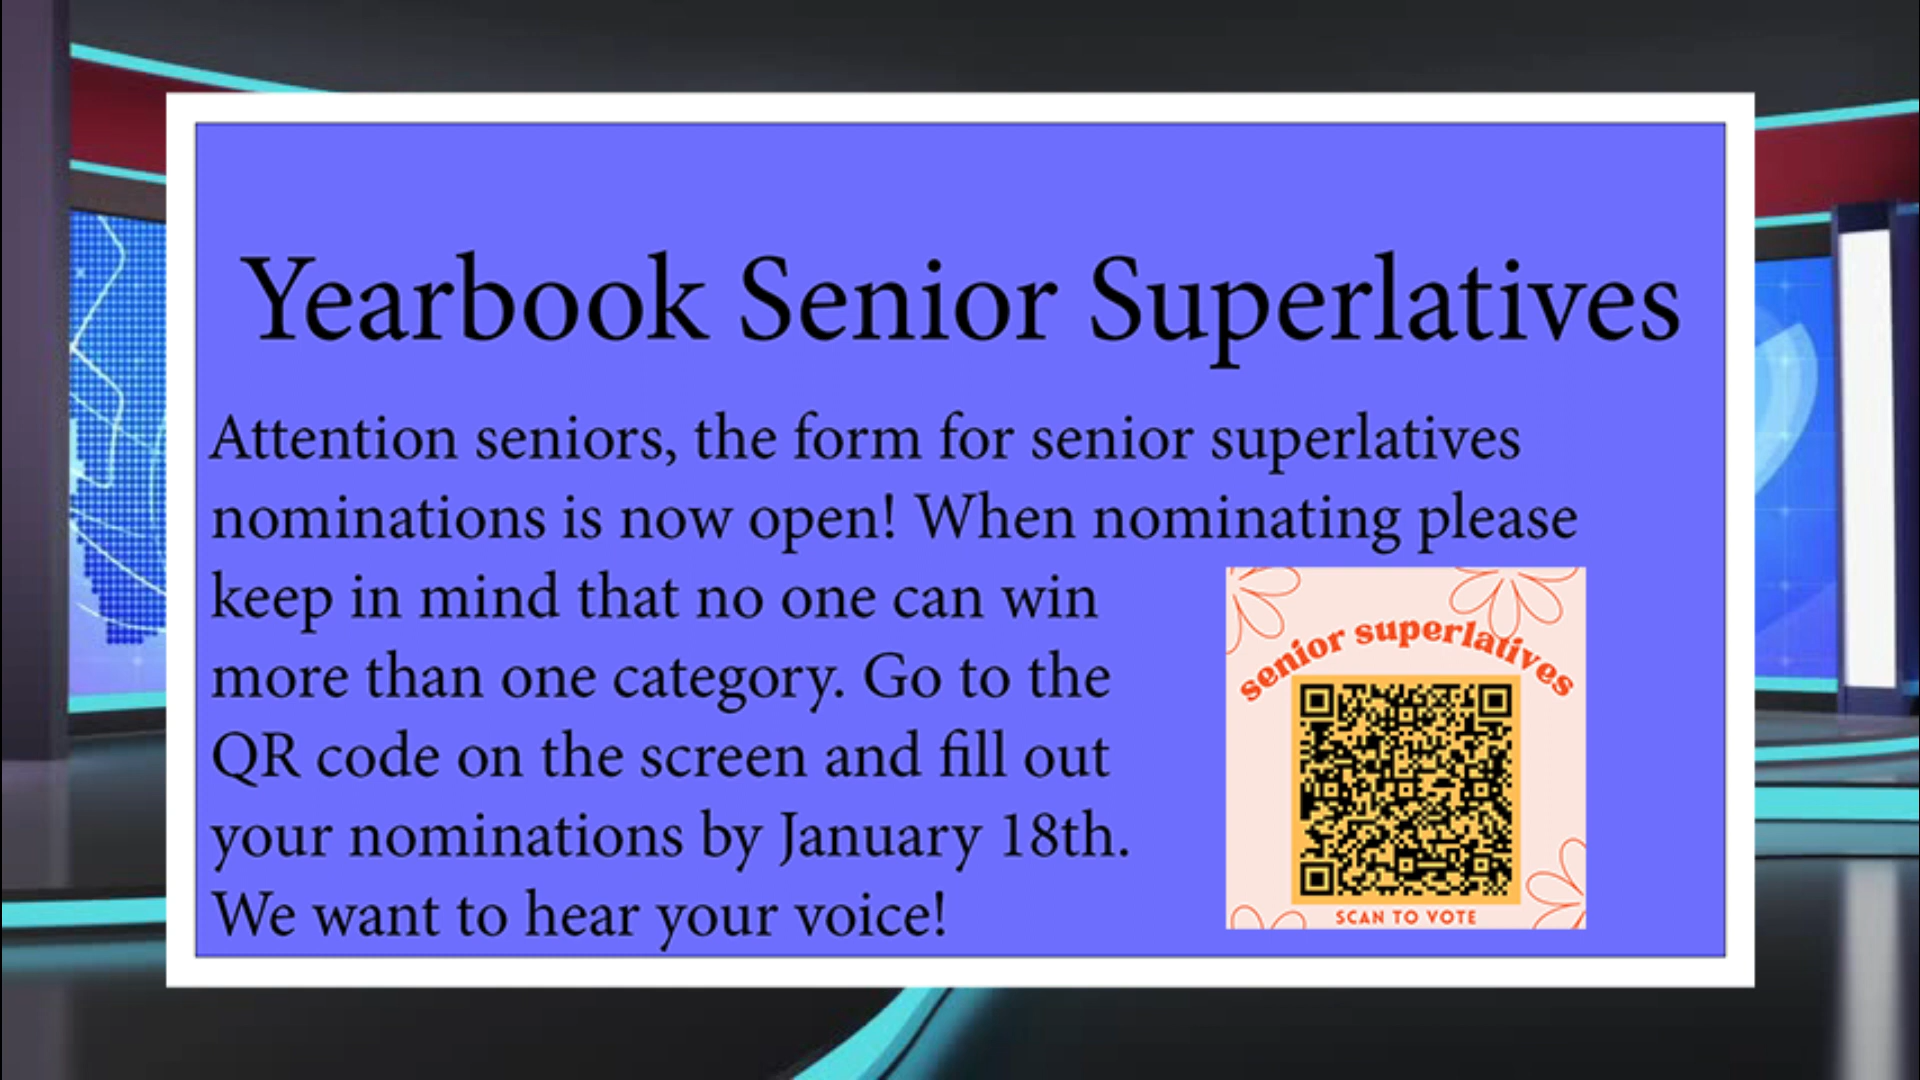 Yearbook Senior Superlatives
Attention seniors, the form for senior superlatives
nominations is now open! When nominating please
keep in mind that no one can win
more than one category. Go to the
QR code on the screen and fill out
your nominations by January 18th.
We want to hear your voice!
senior superlatives
SCAN TO VOTE